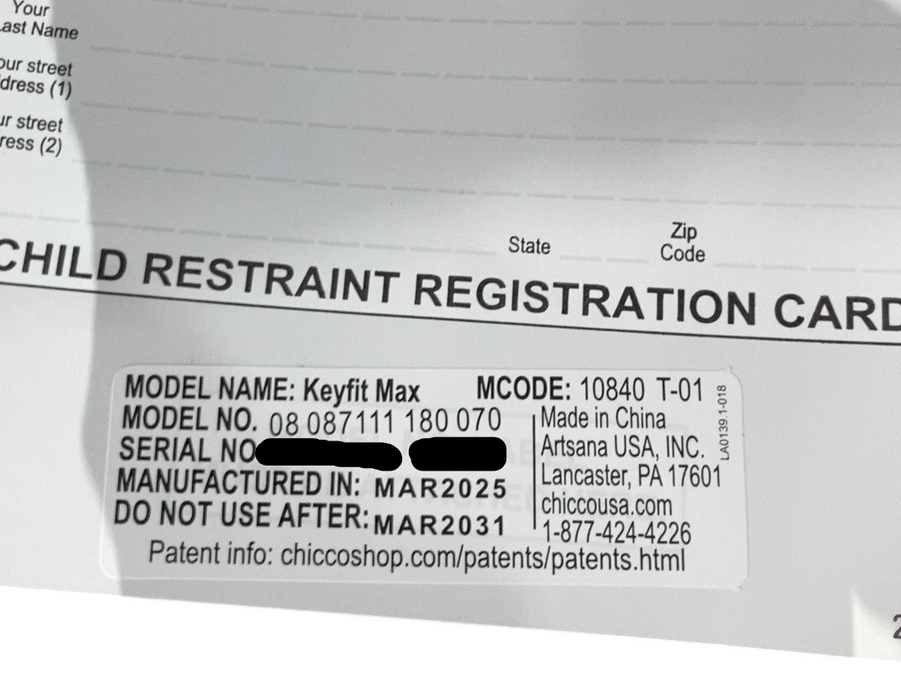 Your
Last Name
our street
dress (1)
ur street
ress (2)
State
Zip
Code
CHILD RESTRAINT REGISTRATION CARD
MODEL NAME: Keyfit Max MCODE: 10840 T-01
MODEL NO. 08 087111 180 070
SERIAL NO
MANUFACTURED IN: MAR2025
DO NOT USE AFTER: MAR2031
Made in China
Artsana USA, INC.
Lancaster, PA 17601
chiccousa.com
1-877-424-4226
LA0139.1-018
Patent info: chiccoshop.com/patents/patents.html
2